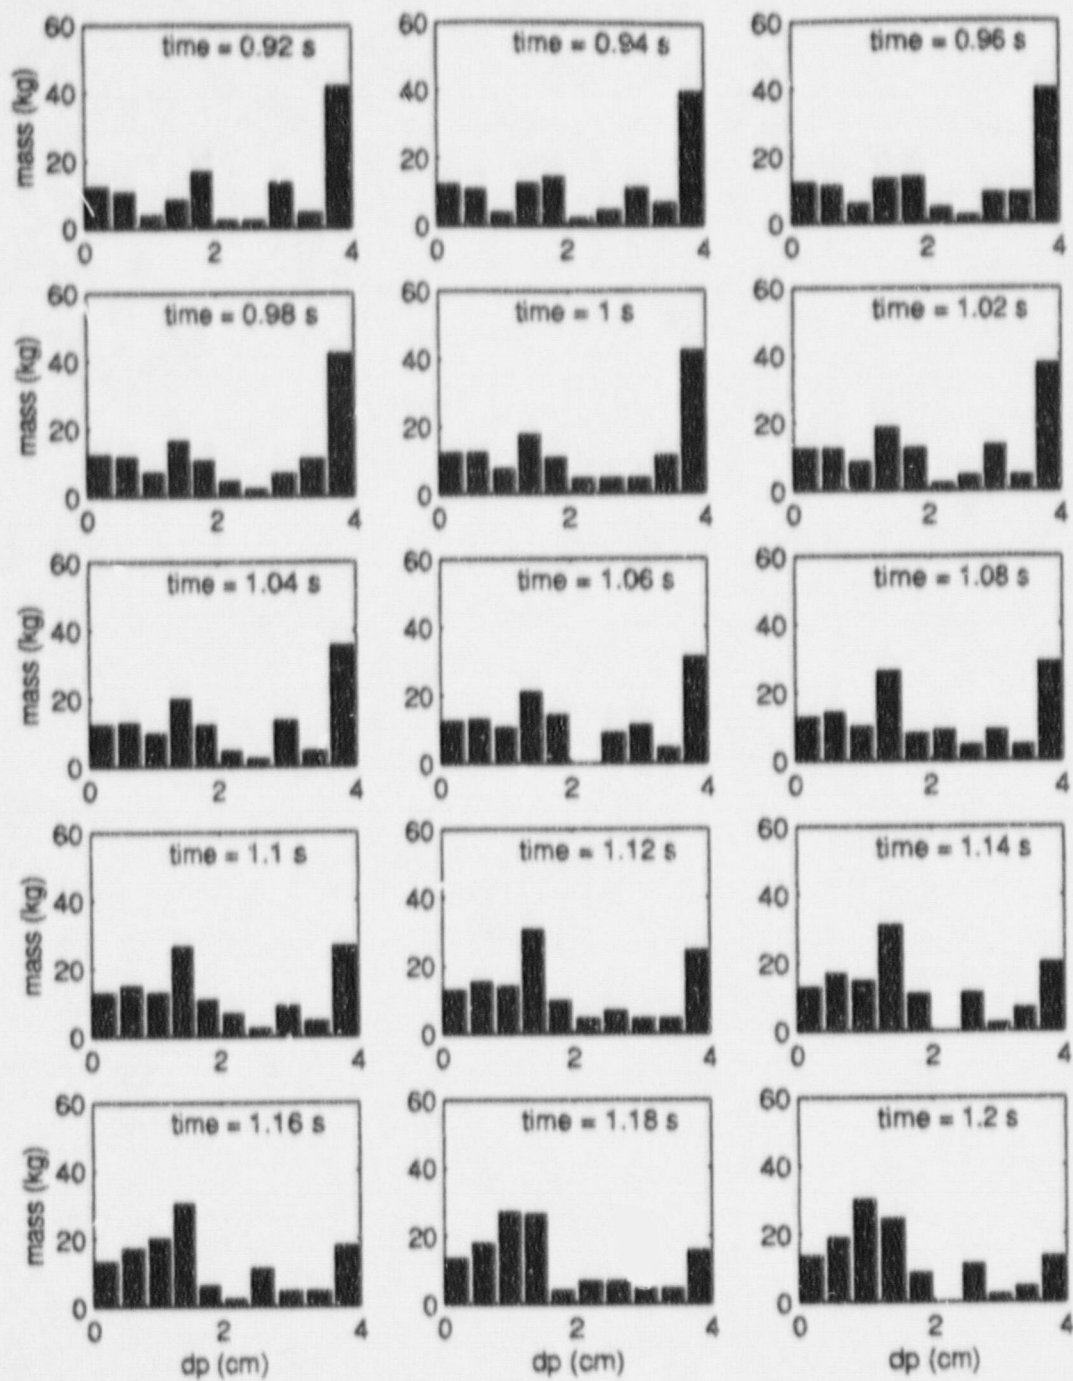 60 time = 0.92 s 60 time = 0.94 s 60 time = 0.96 s
mass (kg) 40 40 40
20 20 20
0 0 0
0 2 4 0 2 4 0 2 4
60 time = 0.98 s 60 time = 1 s 60 time = 1.02 s
mass (kg) 40 40 40
20 20 20
0 0 0
0 2 4 0 2 4 0 2 4
60 time = 1.04 s 60 time = 1.06 s 60 time = 1.08 s
mass (kg) 40 40 40
20 20 20
0 0 0
0 2 4 0 2 4 0 2 4
60 time = 1.1 s 60 time = 1.12 s 60 time = 1.14 s
mass (kg) 40 40 40
20 20 20
0 0 0
0 2 4 0 2 4 0 2 4
60 time = 1.16 s 60 time = 1.18 s 60 time = 1.2 s
mass (kg) 40 40 40
20 20 20
0 0 0
0 2 4 0 2 4 0 2 4
dp (cm) dp (cm) dp (cm)